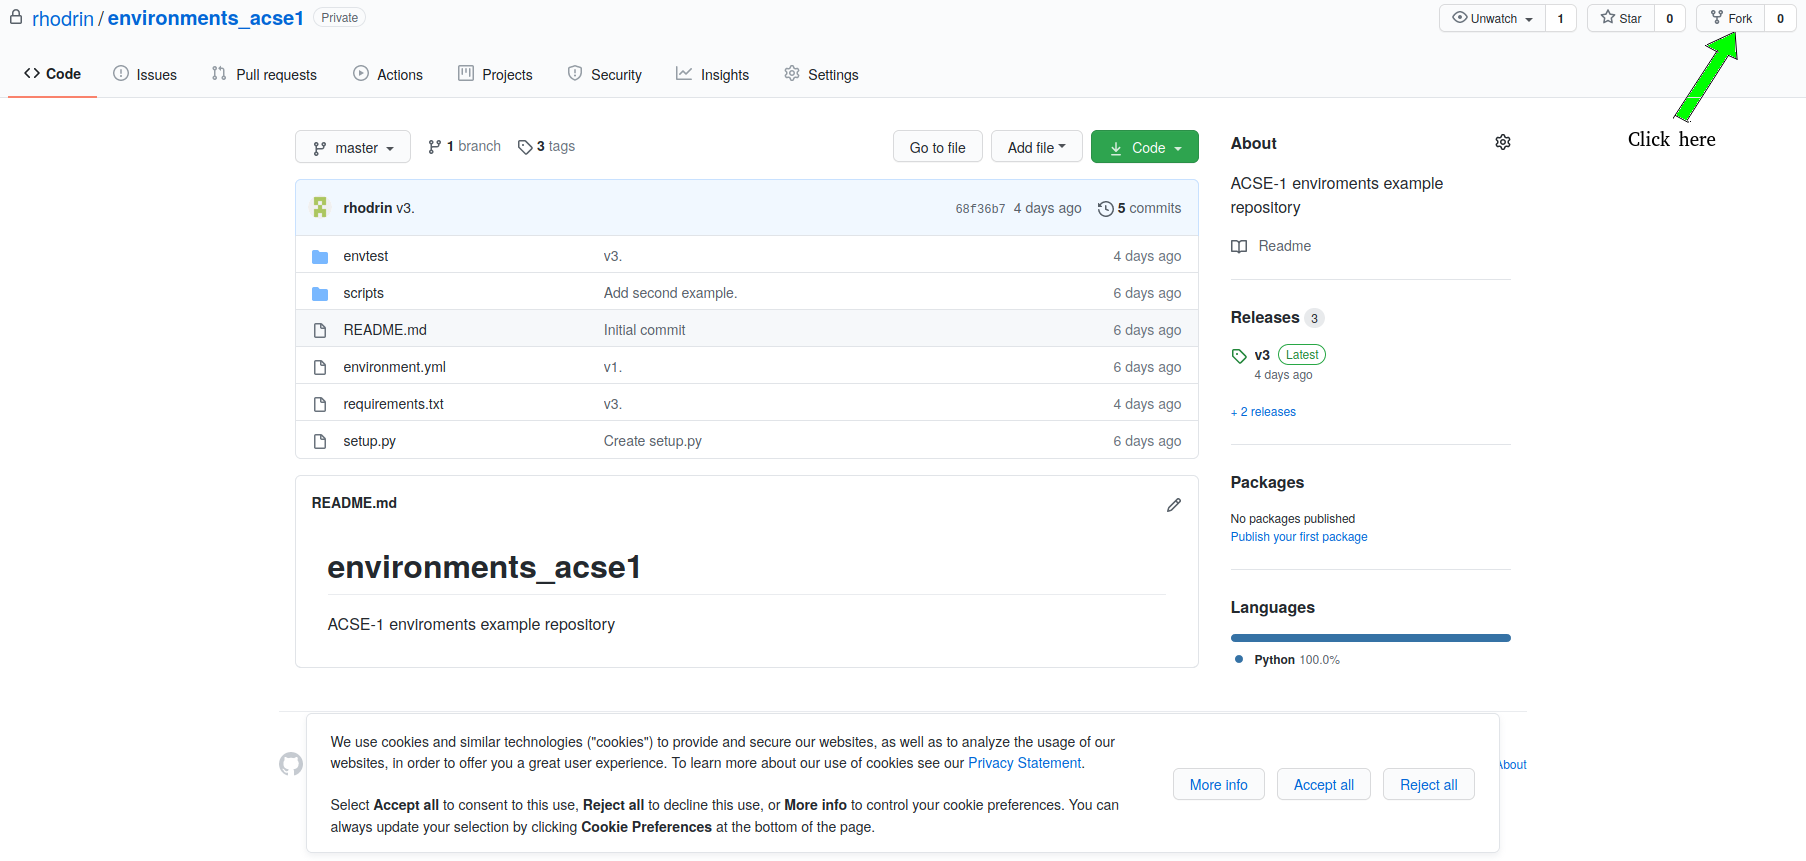 rhodrin / environments_acse1 Private
Unwatch 1 Star 0 Fork 0
Code Issues Pull requests Actions Projects Security Insights Settings
Click here
master 1 branch 3 tags Go to file Add file Code
rhodrin v3. 68f36b7 4 days ago 5 commits
envtest v3. 4 days ago
scripts Add second example. 6 days ago
README.md Initial commit 6 days ago
environment.yml v1. 6 days ago
requirements.txt v3. 4 days ago
setup.py Create setup.py 6 days ago
README.md
environments_acse1
ACSE-1 enviroments example repository
About
ACSE-1 enviroments example
repository
Readme
Releases 3
v3 Latest
4 days ago
+ 2 releases
Packages
No packages published
Publish your first package
Languages
Python 100.0%
We use cookies and similar technologies ("cookies") to provide and secure our websites, as well as to analyze the usage of our
websites, in order to offer you a great user experience. To learn more about our use of cookies see our Privacy Statement.
Select Accept all to consent to this use, Reject all to decline this use, or More info to control your cookie preferences. You can
always update your selection by clicking Cookie Preferences at the bottom of the page.
More info Accept all Reject all
About